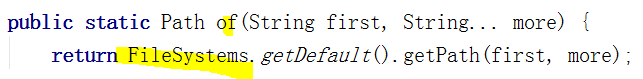 public static Path of(String first, String... more) {
return FileSystems.getDefault().getPath(first, more);